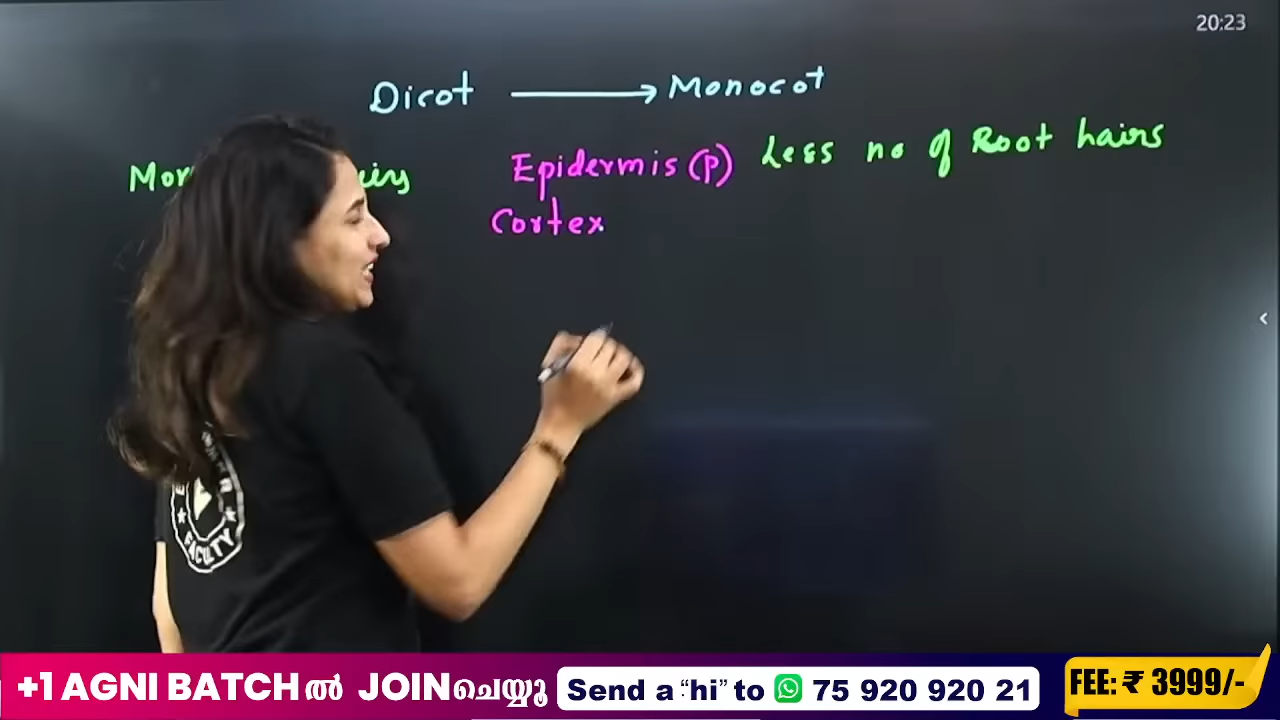 20:23
Dicot → Monocot
Epidermis (P) Less no of Root hairs
Cortex
FACULTY
+1 AGNI BATCHൽ JOINചെയ്യൂ
Send a “hi” to 75 920 920 21
FEE: ₹ 3999/-